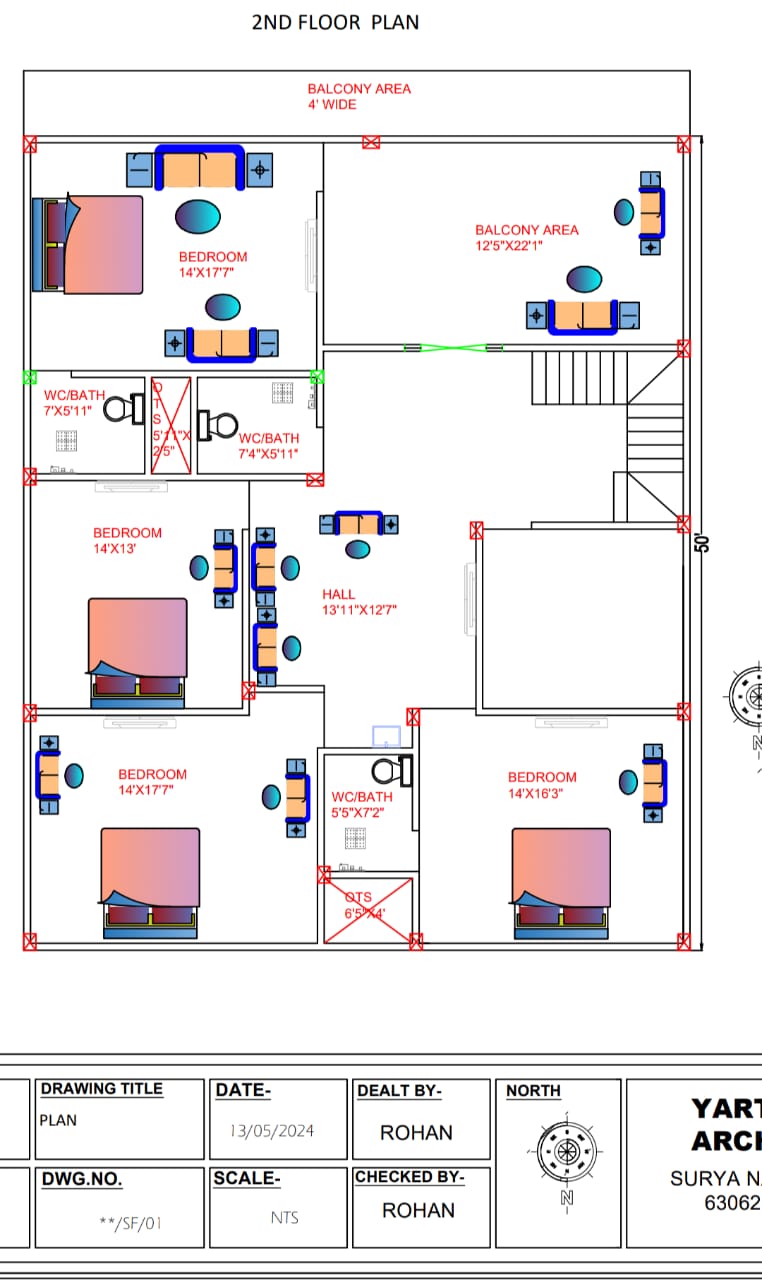 2ND FLOOR PLAN
BALCONY AREA
4' WIDE
BALCONY AREA
12'5"X22'1"
BEDROOM
14'X17'7"
WC/BATH
7'X5'11"
O
T
S
5'11"X
2'5"
WC/BATH
7'4"X5'11"
BEDROOM
14'X13'
HALL
13'11"X12'7"
50'
BEDROOM
14'X17'7"
WC/BATH
5'5"X7'2"
BEDROOM
14'X16'3"
OTS
6'5"X4'
N
DRAWING TITLE
PLAN
DATE-
13/05/2024
DEALT BY-
ROHAN
NORTH
N
YART
ARCH
SURYA NA
63062
DWG.NO.
**/SF/01
SCALE-
NTS
CHECKED BY-
ROHAN